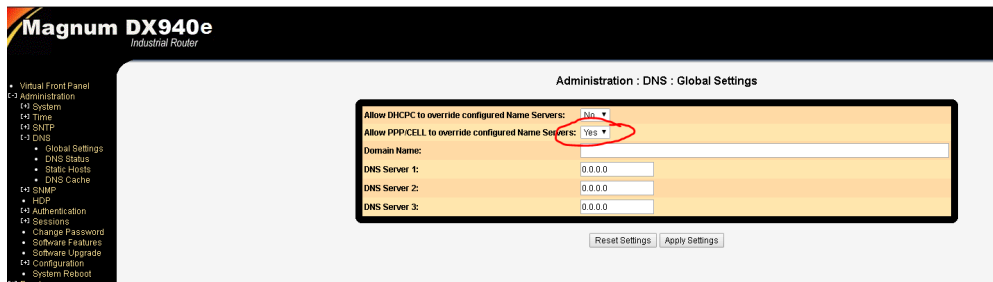 Magnum DX940e
Industrial Router
Administration : DNS : Global Settings
Virtual Front Panel
[-] Administration
[+] System
[+] Time
[+] SNTP
[-] DNS
Global Settings
DNS Status
Static Hosts
DNS Cache
[+] SNMP
HDP
[+] Authentication
[+] Sessions
Change Password
Software Features
Software Upgrade
[+] Configuration
System Reboot
Allow DHCPC to override configured Name Servers: No
Allow PPP/CELL to override configured Name Servers: Yes
Domain Name:
DNS Server 1: 0.0.0.0
DNS Server 2: 0.0.0.0
DNS Server 3: 0.0.0.0
Reset Settings Apply Settings